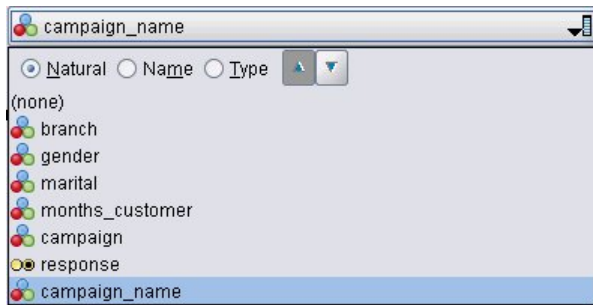 campaign_name
Natural Name Type
(none)
branch
gender
marital
months_customer
campaign
response
campaign_name